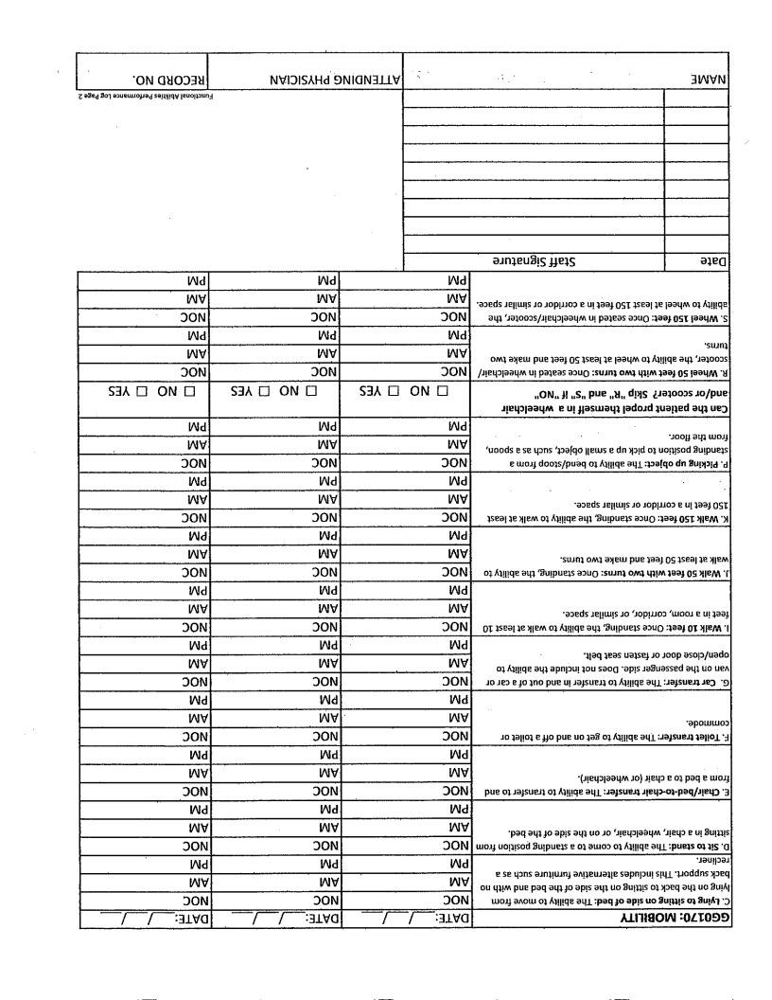 GG0170: MOBILITY DATE: / / DATE: / / DATE: / /
C. Lying to sitting on side of bed: The ability to move from NOC NOC NOC
lying on the back to sitting on the side of the bed and with no AM AM AM
back support. This includes alternative furniture such as a PM PM PM
recliner.
D. Sit to stand: The ability to come to a standing position from NOC NOC NOC
sitting in a chair, wheelchair, or on the side of the bed. AM AM AM
PM PM PM
E. Chair/bed-to-chair transfer: The ability to transfer to and NOC NOC NOC
from a bed to a chair (or wheelchair). AM AM AM
PM PM PM
F. Toilet transfer: The ability to get on and off a toilet or NOC NOC NOC
commode. AM AM AM
PM PM PM
G. Car transfer: The ability to transfer in and out of a car or NOC NOC NOC
van on the passenger side. Does not include the ability to AM AM AM
open/close door or fasten seat belt. PM PM PM
I. Walk 10 feet: Once standing, the ability to walk at least 10 NOC NOC NOC
feet in a room, corridor, or similar space. AM AM AM
PM PM PM
J. Walk 50 feet with two turns: Once standing, the ability to NOC NOC NOC
walk at least 50 feet and make two turns. AM AM AM
PM PM PM
K. Walk 150 feet: Once standing, the ability to walk at least NOC NOC NOC
150 feet in a corridor or similar space. AM AM AM
PM PM PM
P. Picking up object: The ability to bend/stoop from a NOC NOC NOC
standing position to pick up a small object, such as a spoon, AM AM AM
from the floor. PM PM PM
Can the patient propel themself in a wheelchair
and/or scooter? Skip "R" and "S" if "NO" ☐ NO ☐ YES ☐ NO ☐ YES ☐ NO ☐ YES
R. Wheel 50 feet with two turns: Once seated in wheelchair/ NOC NOC NOC
scooter, the ability to wheel at least 50 feet and make two AM AM AM
turns. PM PM PM
S. Wheel 150 feet: Once seated in wheelchair/scooter, the NOC NOC NOC
ability to wheel at least 150 feet in a corridor or similar space. AM AM AM
PM PM PM
Date Staff Signature
Functional Abilities Performance Log Page 2
NAME ATTENDING PHYSICIAN RECORD NO.